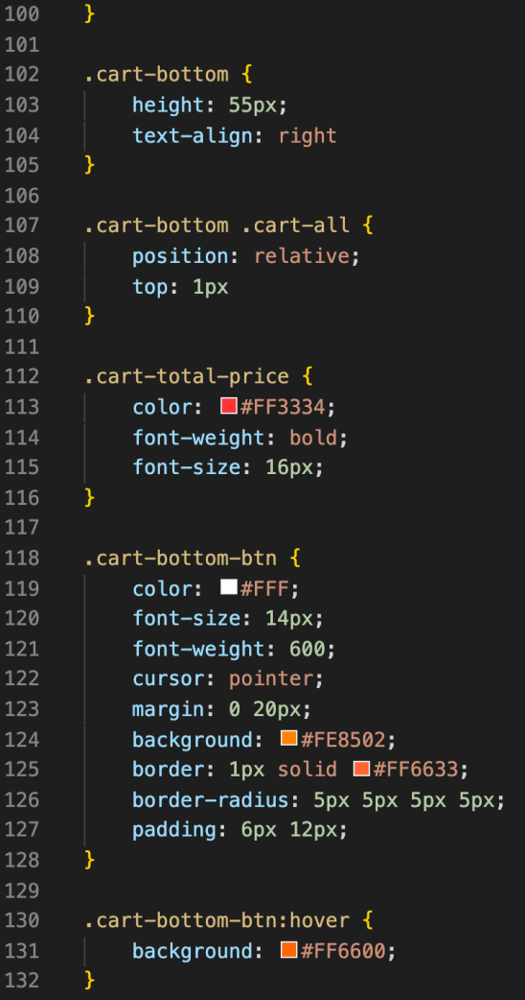 100 }
101
102 .cart-bottom {
103     height: 55px;
104     text-align: right
105 }
106
107 .cart-bottom .cart-all {
108     position: relative;
109     top: 1px
110 }
111
112 .cart-total-price {
113     color: #FF3334;
114     font-weight: bold;
115     font-size: 16px;
116 }
117
118 .cart-bottom-btn {
119     color: #FFF;
120     font-size: 14px;
121     font-weight: 600;
122     cursor: pointer;
123     margin: 0 20px;
124     background: #FE8502;
125     border: 1px solid #FF6633;
126     border-radius: 5px 5px 5px 5px;
127     padding: 6px 12px;
128 }
129
130 .cart-bottom-btn:hover {
131     background: #FF6600;
132 }